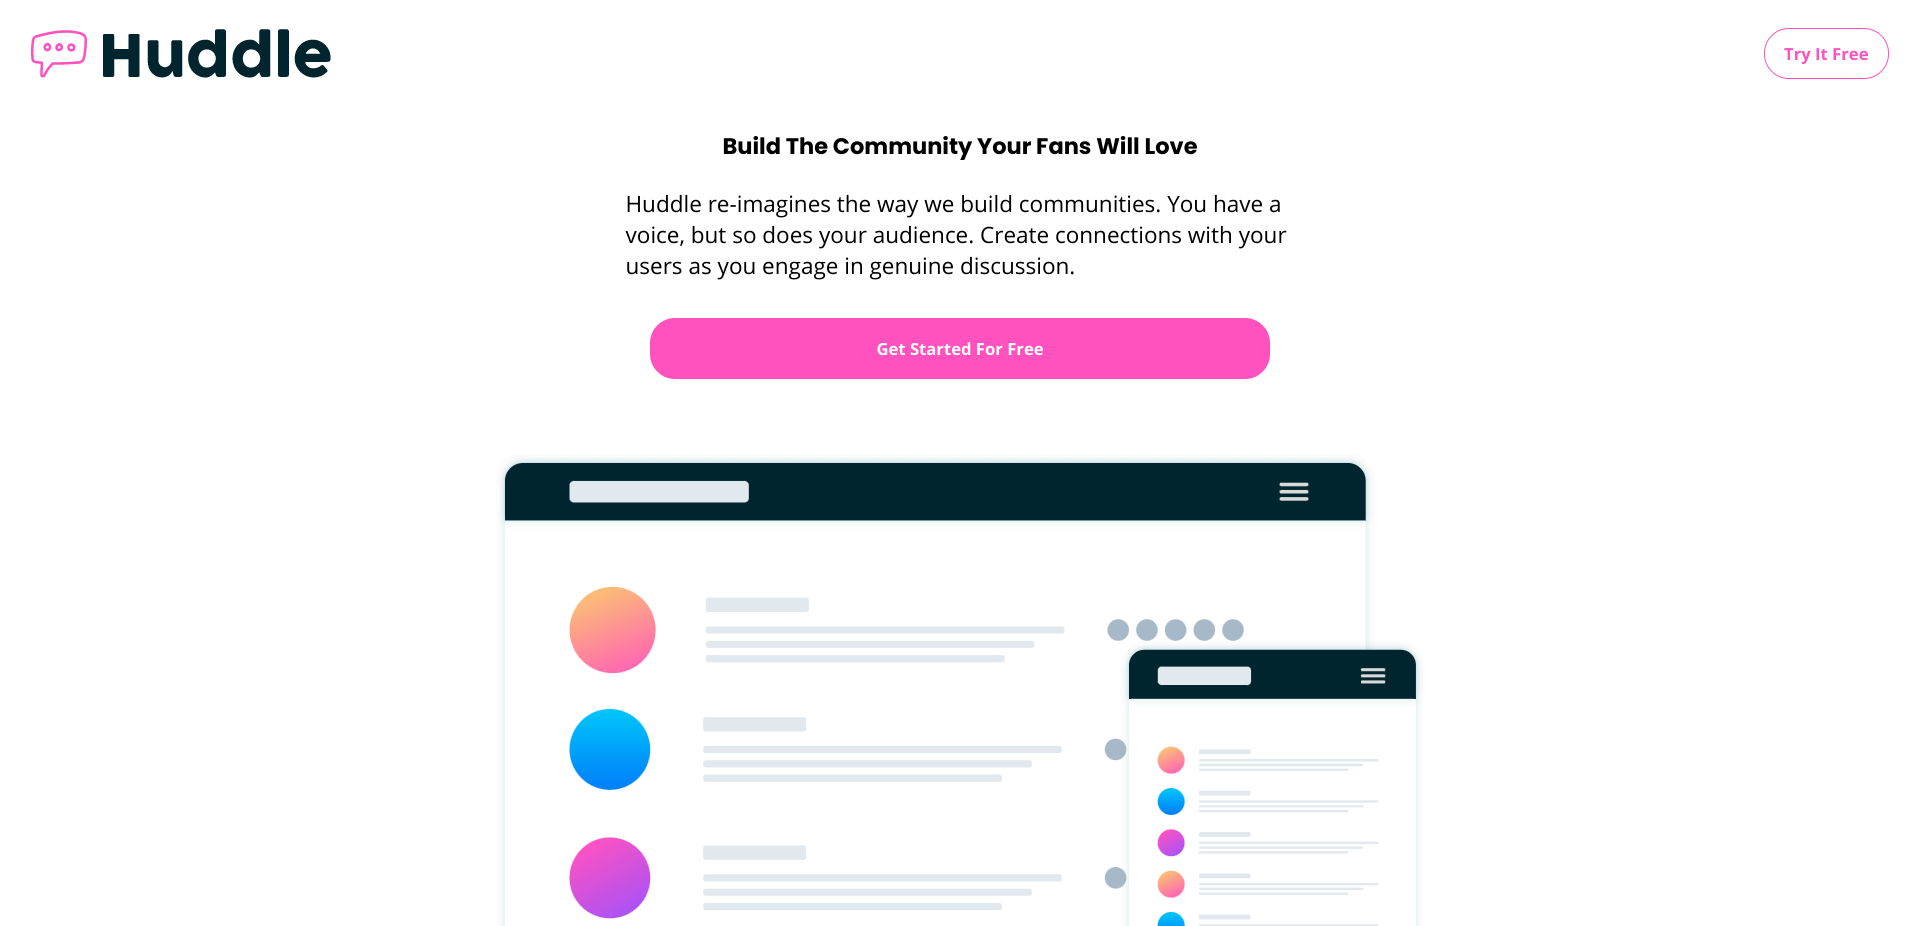 Huddle
Try It Free
Build The Community Your Fans Will Love
Huddle re-imagines the way we build communities. You have a
voice, but so does your audience. Create connections with your
users as you engage in genuine discussion.
Get Started For Free